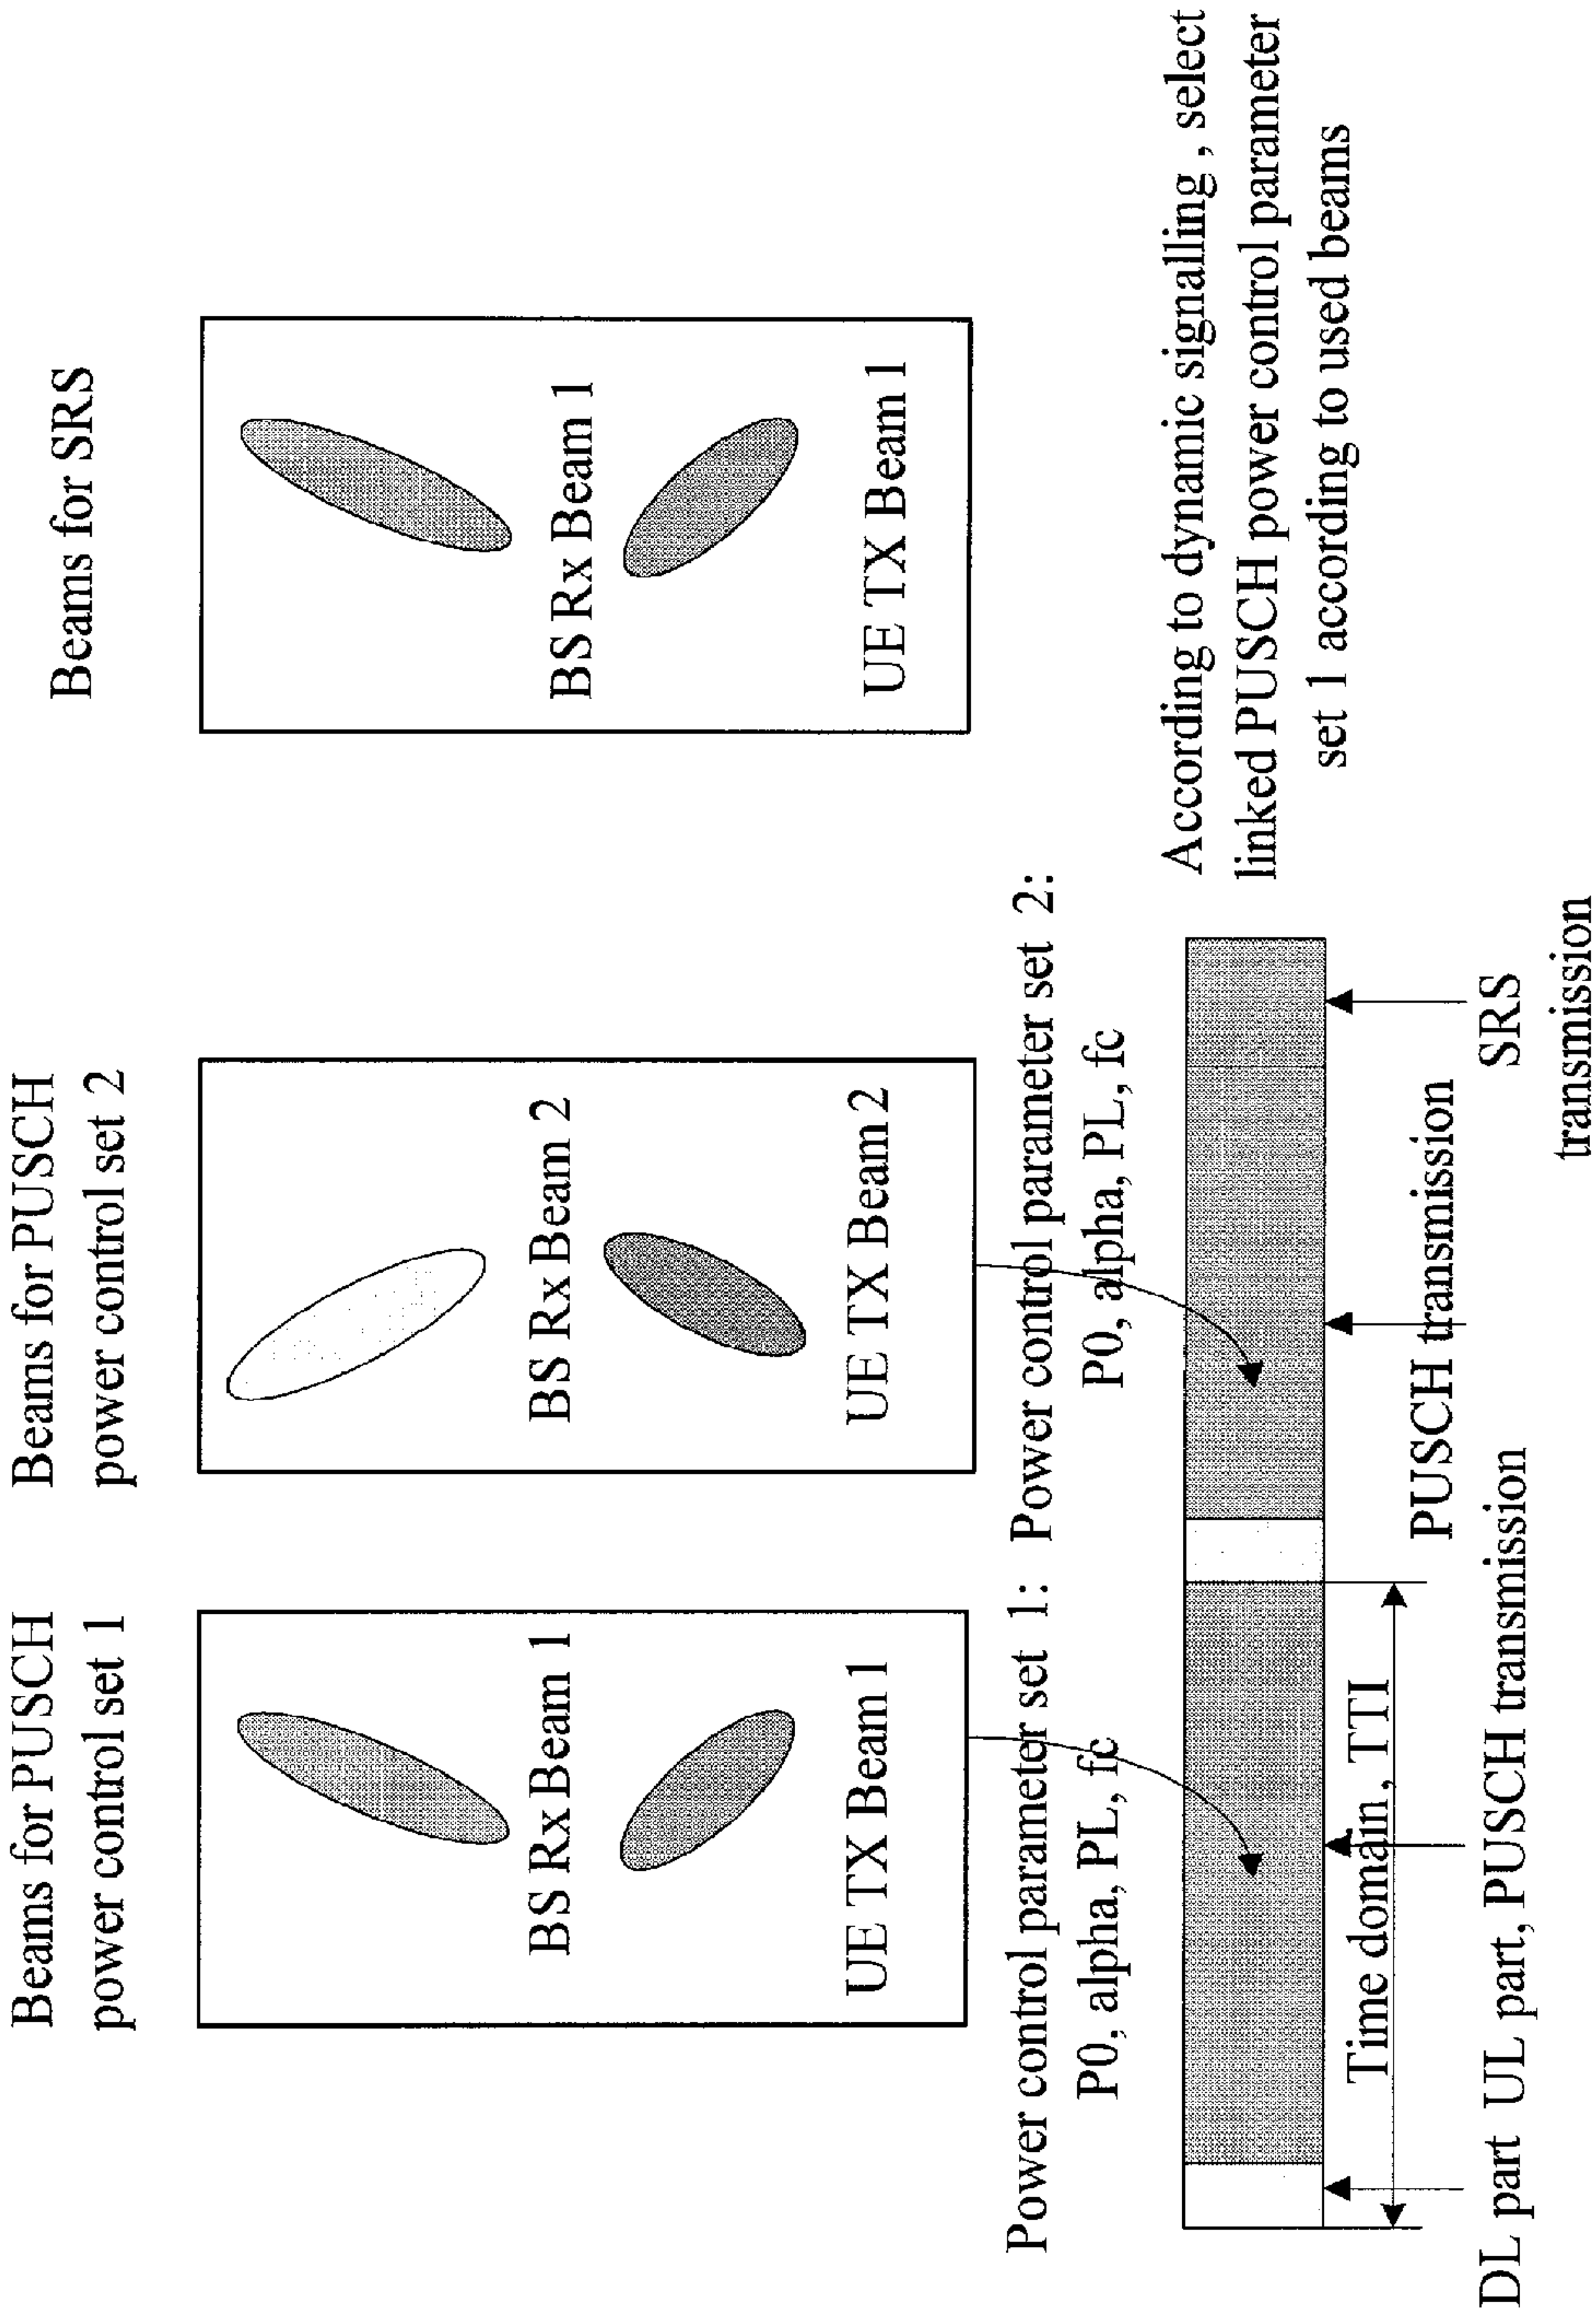 Beams for PUSCH
power control set 1
Beams for PUSCH
power control set 2
Beams for SRS
BS Rx Beam 1
UE TX Beam 1
BS Rx Beam 2
UE TX Beam 2
BS Rx Beam 1
UE TX Beam 1
Power control parameter set 1:
P0, alpha, PL, fc
Power control parameter set 2:
P0, alpha, PL, fc
According to dynamic signalling , select
linked PUSCH power control parameter
set 1 according to used beams
Time domain, TTI
DL part UL part, PUSCH transmission
PUSCH transmission
SRS
transmission